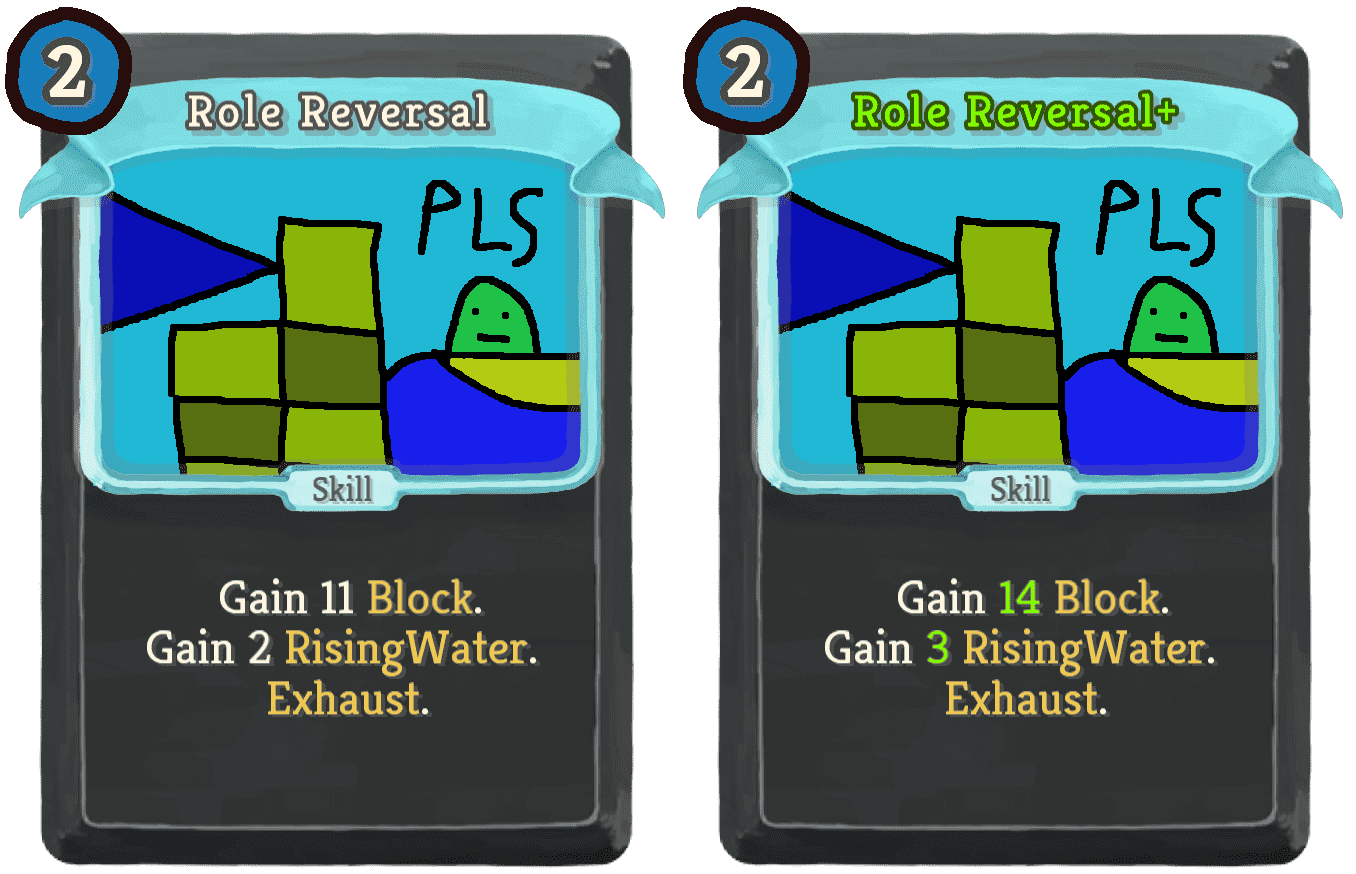 2
Role Reversal
PLS
Skill
Gain 11 Block.
Gain 2 RisingWater.
Exhaust.
2
Role Reversal+
PLS
Skill
Gain 14 Block.
Gain 3 RisingWater.
Exhaust.